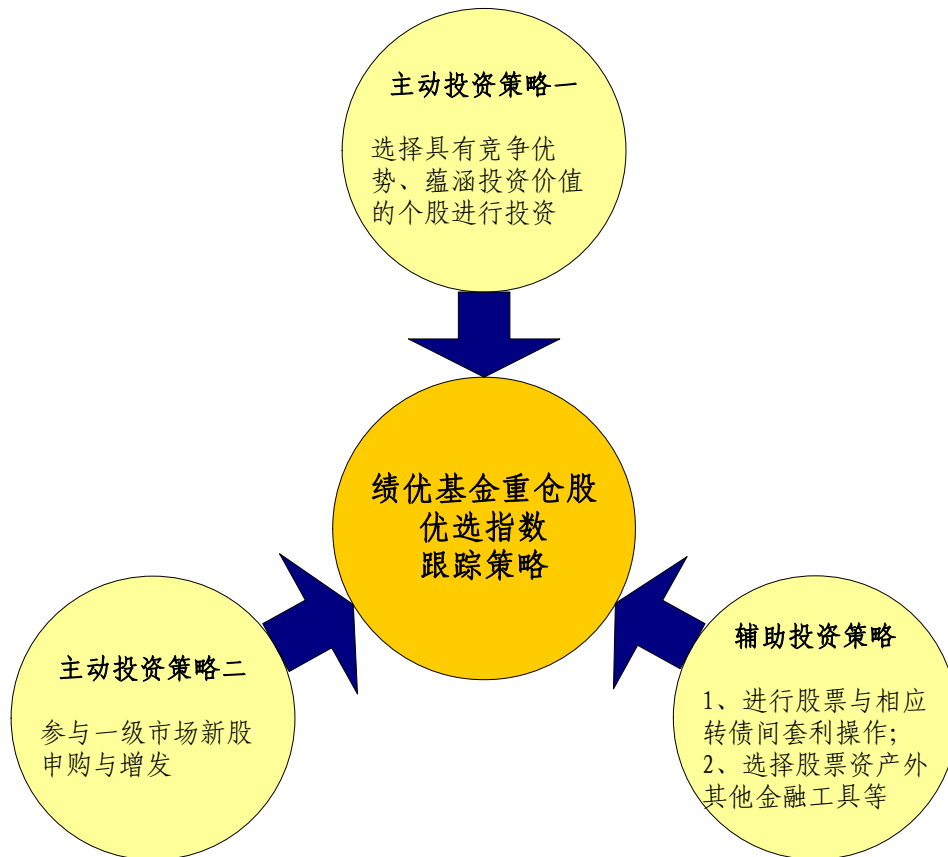 主动投资策略一
选择具有竞争优
势、蕴涵投资价值
的个股进行投资
绩优基金重仓股
优选指数
跟踪策略
主动投资策略二
参与一级市场新股
申购与增发
辅助投资策略
1、进行股票与相应
转债间套利操作;
2、选择股票资产外
其他金融工具等